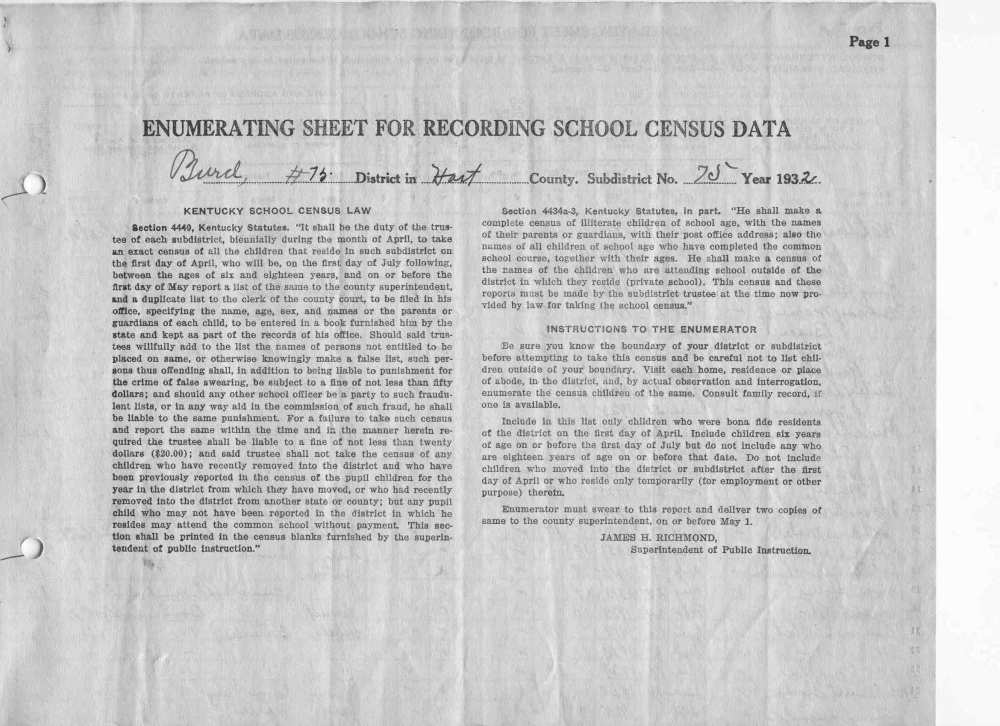 Page 1
ENUMERATING SHEET FOR RECORDING SCHOOL CENSUS DATA
Burd, #75. District in Hart County. Subdistrict No. 75 Year 1932.
KENTUCKY SCHOOL CENSUS LAW
Section 4440, Kentucky Statutes. "It shall be the duty of the trus-
tee of each subdistrict, biennially during the month of April, to take
an exact census of all the children that reside in such subdistrict on
the first day of April, who will be, on the first day of July following,
between the ages of six and eighteen years, and on or before the
first day of May report a list of the same to the county superintendent,
and a duplicate list to the clerk of the county court, to be filed in his
office, specifying the name, age, sex, and names or the parents or
guardians of each child, to be entered in a book furnished him by the
state and kept as part of the records of his office. Should said trus-
tees willfully add to the list the names of persons not entitled to be
placed on same, or otherwise knowingly make a false list, such per-
sons thus offending shall, in addition to being liable to punishment for
the crime of false swearing, be subject to a fine of not less than fifty
dollars; and should any other school officer be a party to such fraudu-
lent lists, or in any way aid in the commission of such fraud, he shall
be liable to the same punishment. For a failure to take such census
and report the same within the time and in the manner herein re-
quired the trustee shall be liable to a fine of not less than twenty
dollars ($20.00); and said trustee shall not take the census of any
children who have recently removed into the district and who have
been previously reported in the census of the pupil children for the
year in the district from which they have moved, or who had recently
removed into the district from another state or county; but any pupil
child who may not have been reported in the district in which he
resides may attend the common school without payment. This sec-
tion shall be printed in the census blanks furnished by the superin-
tendent of public instruction."
Section 4434a-3, Kentucky Statutes, in part. "He shall make a
complete census of illiterate children of school age, with the names
of their parents or guardians, with their post office address; also the
names of all children of school age who have completed the common
school course, together with their ages. He shall make a census of
the names of the children who are attending school outside of the
district in which they reside (private school). This census and these
reports must be made by the subdistrict trustee at the time now pro-
vided by law for taking the school census."
INSTRUCTIONS TO THE ENUMERATOR
Be sure you know the boundary of your district or subdistrict
before attempting to take this census and be careful not to list chil-
dren outside of your boundary. Visit each home, residence or place
of abode, in the district, and, by actual observation and interrogation,
enumerate the census children of the same. Consult family record, if
one is available.
Include in this list only children who were bona fide residents
of the district on the first day of April. Include children six years
of age on or before the first day of July but do not include any who
are eighteen years of age on or before that date. Do not include
children who moved into the district or subdistrict after the first
day of April or who reside only temporarily (for employment or other
purpose) therein.
Enumerator must swear to this report and deliver two copies of
same to the county superintendent, on or before May 1.
JAMES H. RICHMOND,
Superintendent of Public Instruction.